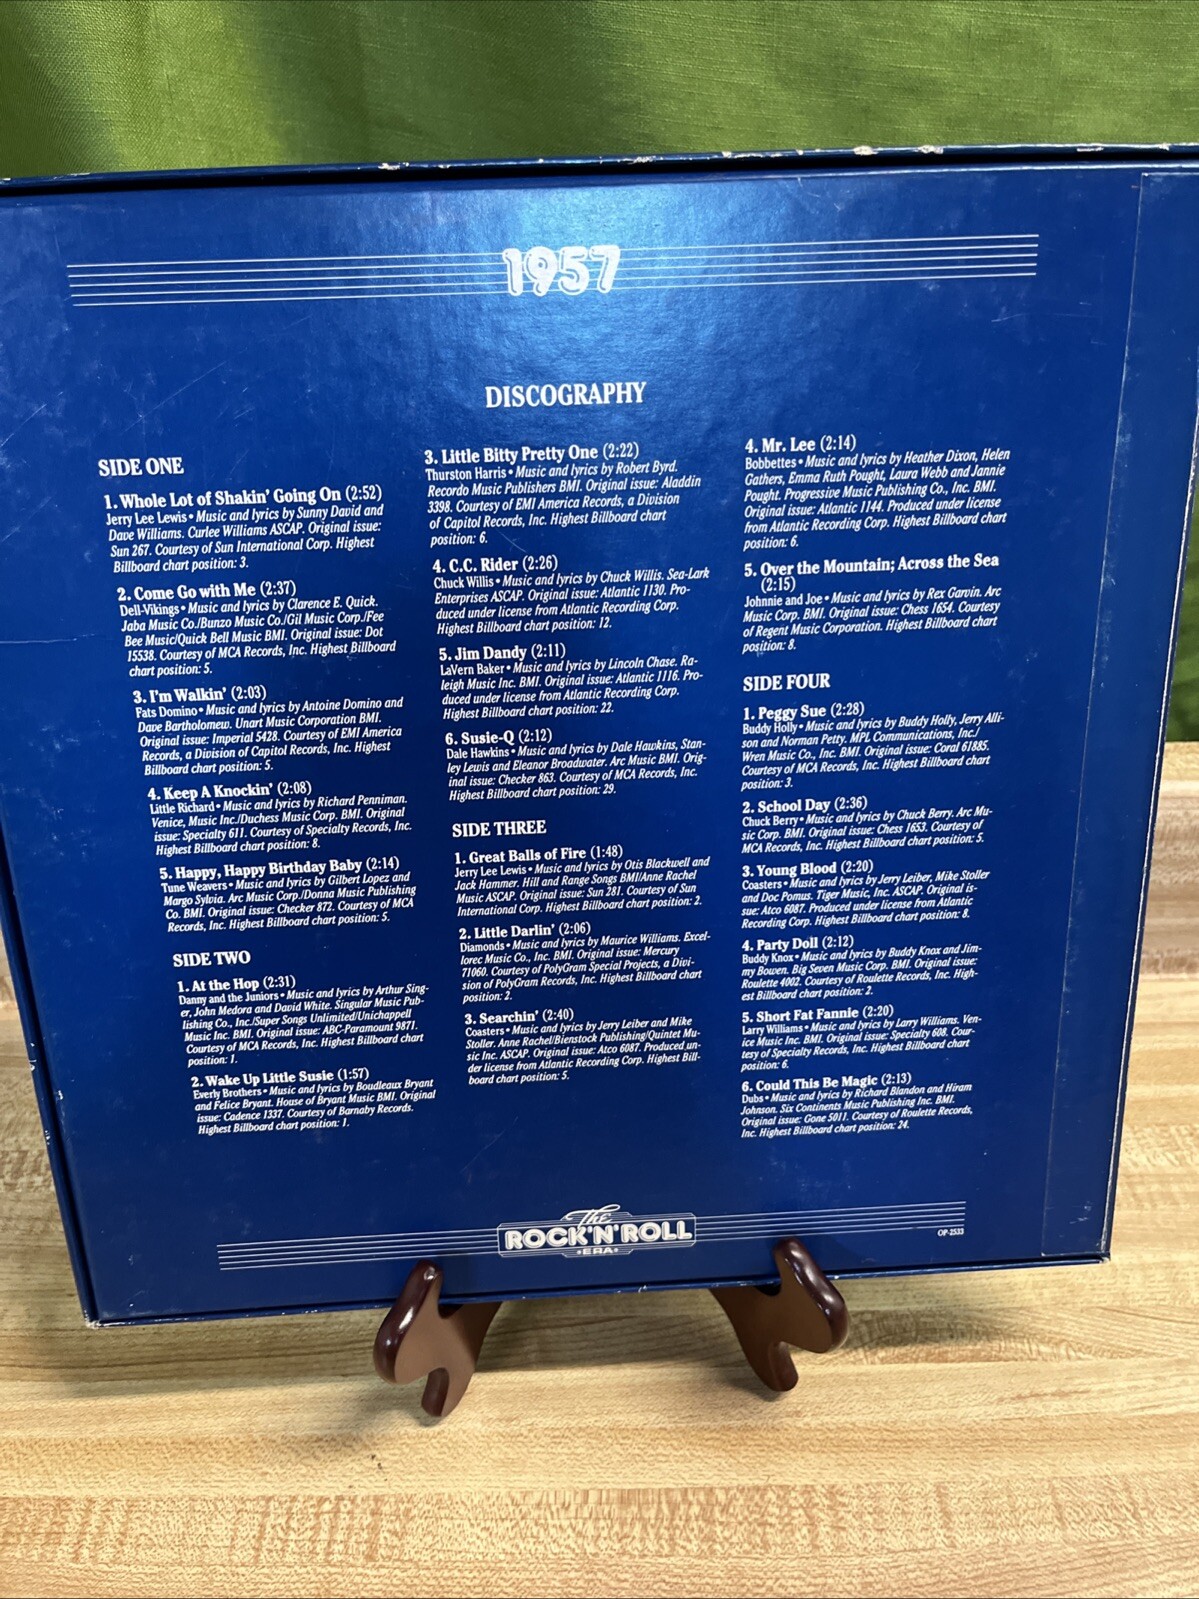 1957
DISCOGRAPHY
SIDE ONE
1. Whole Lot of Shakin' Going On (2:52)
Jerry Lee Lewis • Music and lyrics by Sunny David and
Dave Williams. Curlee Williams ASCAP. Original issue:
Sun 267. Courtesy of Sun International Corp. Highest
Billboard chart position: 3.
2. Come Go with Me (2:37)
Dell-Vikings • Music and lyrics by Clarence E. Quick.
Jaba Music Co./Bunzo Music Co./Gil Music Corp./Fee
Bee Music/Quick Bell Music BMI. Original issue: Dot
15538. Courtesy of MCA Records, Inc. Highest Billboard
chart position: 5.
3. I'm Walkin' (2:03)
Fats Domino • Music and lyrics by Antoine Domino and
Dave Bartholomew. Unart Music Corporation BMI.
Original issue: Imperial 5428. Courtesy of EMI America
Records, a Division of Capitol Records, Inc. Highest
Billboard chart position: 5.
4. Keep A Knockin' (2:08)
Little Richard • Music and lyrics by Richard Penniman.
Venice, Music Inc./Duchess Music Corp. BMI. Original
issue: Specialty 611. Courtesy of Specialty Records, Inc.
Highest Billboard chart position: 8.
5. Happy, Happy Birthday Baby (2:14)
Tune Weavers • Music and lyrics by Gilbert Lopez and
Margo Sylvia. Arc Music Corp./Donna Music Publishing
Co. BMI. Original issue: Checker 872. Courtesy of MCA
Records, Inc. Highest Billboard chart position: 5.
SIDE TWO
1. At the Hop (2:31)
Danny and the Juniors • Music and lyrics by Arthur Sing-
er, John Medora and David White. Singular Music Pub-
lishing Co., Inc./Super Songs Unlimited/Unichappell
Music Inc. BMI. Original issue: ABC-Paramount 9871.
Courtesy of MCA Records, Inc. Highest Billboard chart
position: 1.
2. Wake Up Little Susie (1:57)
Everly Brothers • Music and lyrics by Boudleaux Bryant
and Felice Bryant. House of Bryant Music BMI. Original
issue: Cadence 1337. Courtesy of Barnaby Records.
Highest Billboard chart position: 1.
3. Little Bitty Pretty One (2:22)
Thurston Harris • Music and lyrics by Robert Byrd.
Recordo Music Publishers BMI. Original issue: Aladdin
3398. Courtesy of EMI America Records, a Division
of Capitol Records, Inc. Highest Billboard chart
position: 6.
4. C.C. Rider (2:26)
Chuck Willis • Music and lyrics by Chuck Willis. Sea-Lark
Enterprises ASCAP. Original issue: Atlantic 1130. Pro-
duced under license from Atlantic Recording Corp.
Highest Billboard chart position: 12.
5. Jim Dandy (2:11)
LaVern Baker • Music and lyrics by Lincoln Chase. Ra-
leigh Music Inc. BMI. Original issue: Atlantic 1116. Pro-
duced under license from Atlantic Recording Corp.
Highest Billboard chart position: 22.
6. Susie-Q (2:12)
Dale Hawkins • Music and lyrics by Dale Hawkins, Stan-
ley Lewis and Eleanor Broadwater. Arc Music BMI. Orig-
inal issue: Checker 863. Courtesy of MCA Records, Inc.
Highest Billboard chart position: 29.
SIDE THREE
1. Great Balls of Fire (1:48)
Jerry Lee Lewis • Music and lyrics by Otis Blackwell and
Jack Hammer. Hill and Range Songs BMI/Anne Rachel
Music ASCAP. Original issue: Sun 281. Courtesy of Sun
International Corp. Highest Billboard chart position: 2.
2. Little Darlin' (2:06)
Diamonds • Music and lyrics by Maurice Williams. Excel-
lorec Music Co., Inc. BMI. Original issue: Mercury
71060. Courtesy of PolyGram Special Projects, a Divi-
sion of PolyGram Records, Inc. Highest Billboard chart
position: 2.
3. Searchin' (2:40)
Coasters • Music and lyrics by Jerry Leiber and Mike
Stoller. Anne Rachel/Bienstock Publishing/Quintet Mu-
sic Inc. ASCAP. Original issue: Atco 6087. Produced un-
der license from Atlantic Recording Corp. Highest Bill-
board chart position: 5.
4. Mr. Lee (2:14)
Bobbettes • Music and lyrics by Heather Dixon, Helen
Gathers, Emma Ruth Pought, Laura Webb and Jannie
Pought. Progressive Music Publishing Co., Inc. BMI.
Original issue: Atlantic 1144. Produced under license
from Atlantic Recording Corp. Highest Billboard chart
position: 6.
5. Over the Mountain; Across the Sea
(2:15)
Johnnie and Joe • Music and lyrics by Rex Garvin. Arc
Music Corp. BMI. Original issue: Chess 1654. Courtesy
of Regent Music Corporation. Highest Billboard chart
position: 8.
SIDE FOUR
1. Peggy Sue (2:28)
Buddy Holly • Music and lyrics by Buddy Holly, Jerry Alli-
son and Norman Petty. MPL Communications, Inc./
Wren Music Co., Inc. BMI. Original issue: Coral 61885.
Courtesy of MCA Records, Inc. Highest Billboard chart
position: 3.
2. School Day (2:36)
Chuck Berry • Music and lyrics by Chuck Berry. Arc Mu-
sic Corp. BMI. Original issue: Chess 1653. Courtesy of
MCA Records, Inc. Highest Billboard chart position: 5.
3. Young Blood (2:20)
Coasters • Music and lyrics by Jerry Leiber, Mike Stoller
and Doc Pomus. Tiger Music, Inc. ASCAP. Original is-
sue: Atco 6087. Produced under license from Atlantic
Recording Corp. Highest Billboard chart position: 8.
4. Party Doll (2:12)
Buddy Knox • Music and lyrics by Buddy Knox and Jim-
my Bowen. Big Seven Music Corp. BMI. Original issue:
Roulette 4002. Courtesy of Roulette Records, Inc. High-
est Billboard chart position: 2.
5. Short Fat Fannie (2:20)
Larry Williams • Music and lyrics by Larry Williams. Ven-
ice Music Inc. BMI. Original issue: Specialty 608. Cour-
tesy of Specialty Records, Inc. Highest Billboard chart
position: 6.
6. Could This Be Magic (2:13)
Dubs • Music and lyrics by Richard Blandon and Hiram
Johnson. Six Continents Music Publishing Inc. BMI.
Original issue: Gone 5011. Courtesy of Roulette Records,
Inc. Highest Billboard chart position: 24.
The
ROCK'N'ROLL
•ERA•
OP-2533